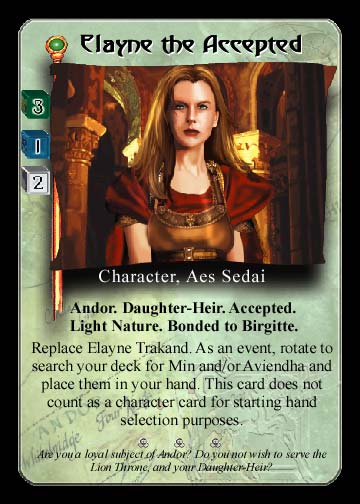 Elayne the Accepted
3
1
2
Character, Aes Sedai
Andor. Daughter-Heir. Accepted.
Light Nature. Bonded to Birgitte.
Replace Elayne Trakand. As an event, rotate to
search your deck for Min and/or Aviendha and
place them in your hand. This card does not
count as a character card for starting hand
selection purposes.
Are you a loyal subject of Andor? Do you not wish to serve the
Lion Throne, and your Daughter-Heir?